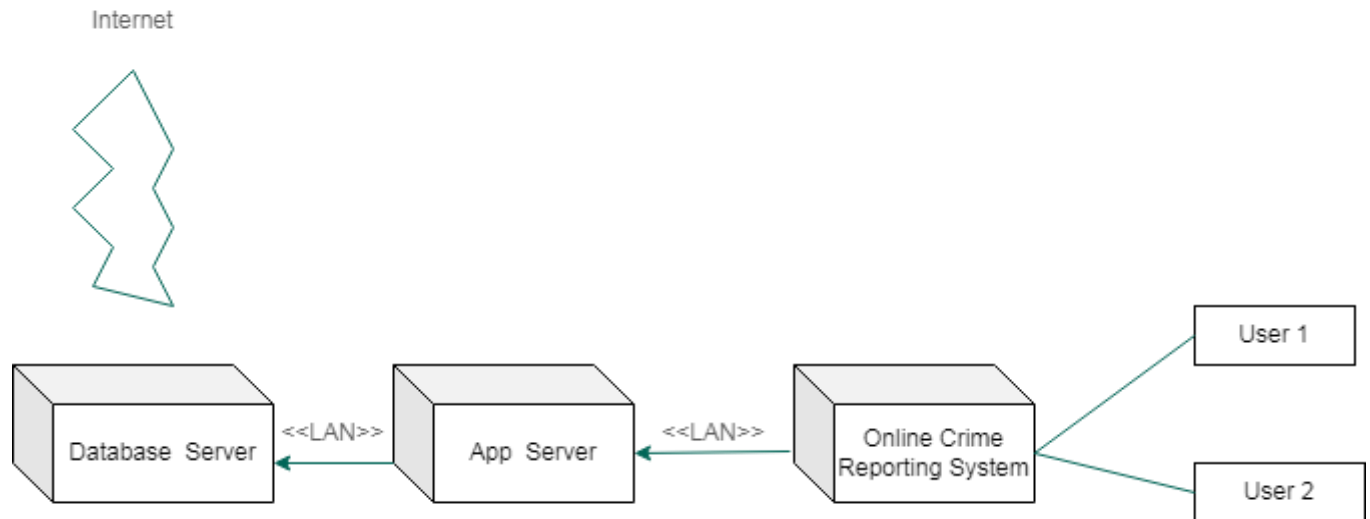 Internet
User 1
<<LAN>>
<<LAN>>
Database Server
App Server
Online Crime
Reporting System
User 2